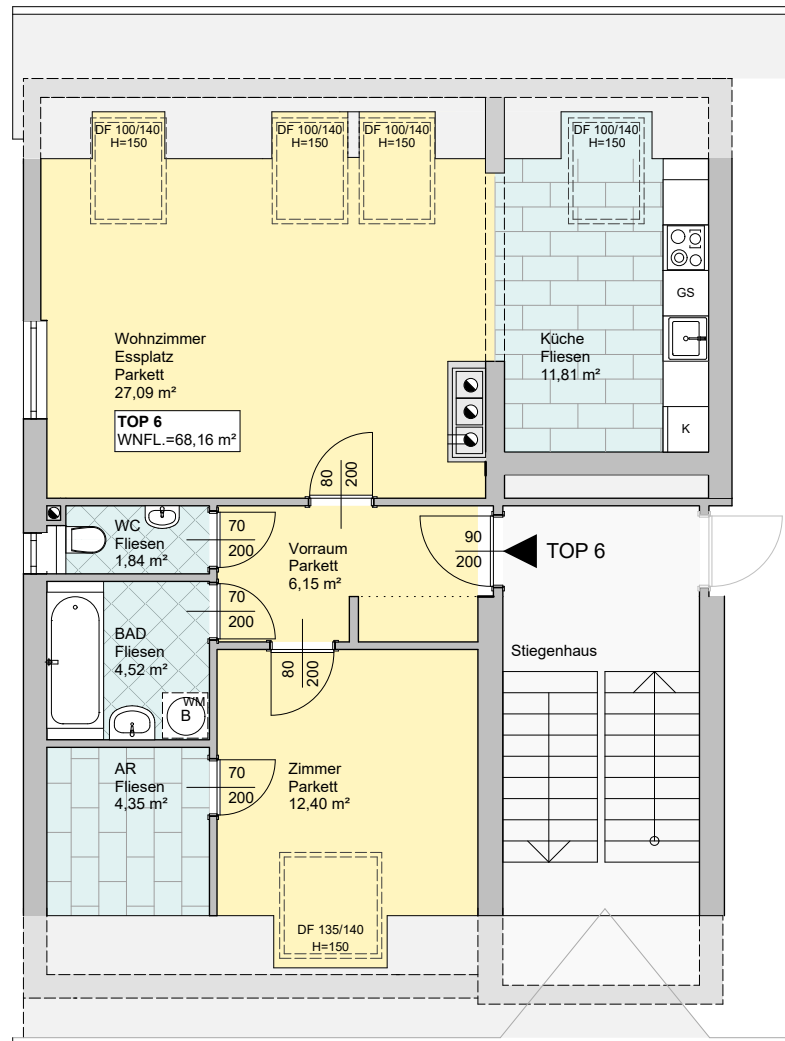 DF 100/140
H=150
DF 100/140
H=150
DF 100/140
H=150
DF 100/140
H=150
GS
Wohnzimmer
Essplatz
Parkett
27,09 m²
Küche
Fliesen
11,81 m²
TOP 6
WNFL.=68,16 m²
K
80
200
WC
Fliesen
1,84 m²
70
200
Vorraum
Parkett
6,15 m²
90
200
TOP 6
70
200
BAD
Fliesen
4,52 m²
Stiegenhaus
80
200
WM
B
AR
Fliesen
4,35 m²
70
200
Zimmer
Parkett
12,40 m²
DF 135/140
H=150